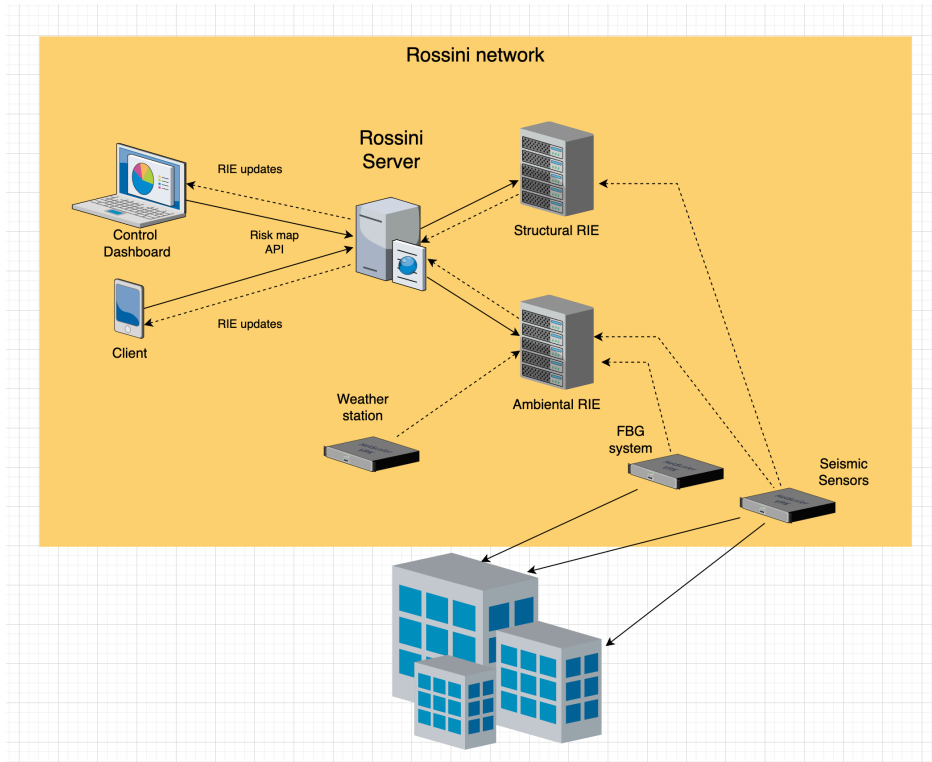 Rossini network
Rossini
Server
RIE updates
Control
Dashboard
Risk map
API
Structural RIE
RIE updates
Client
Ambiental RIE
Weather
station
FBG
system
Seismic
Sensors